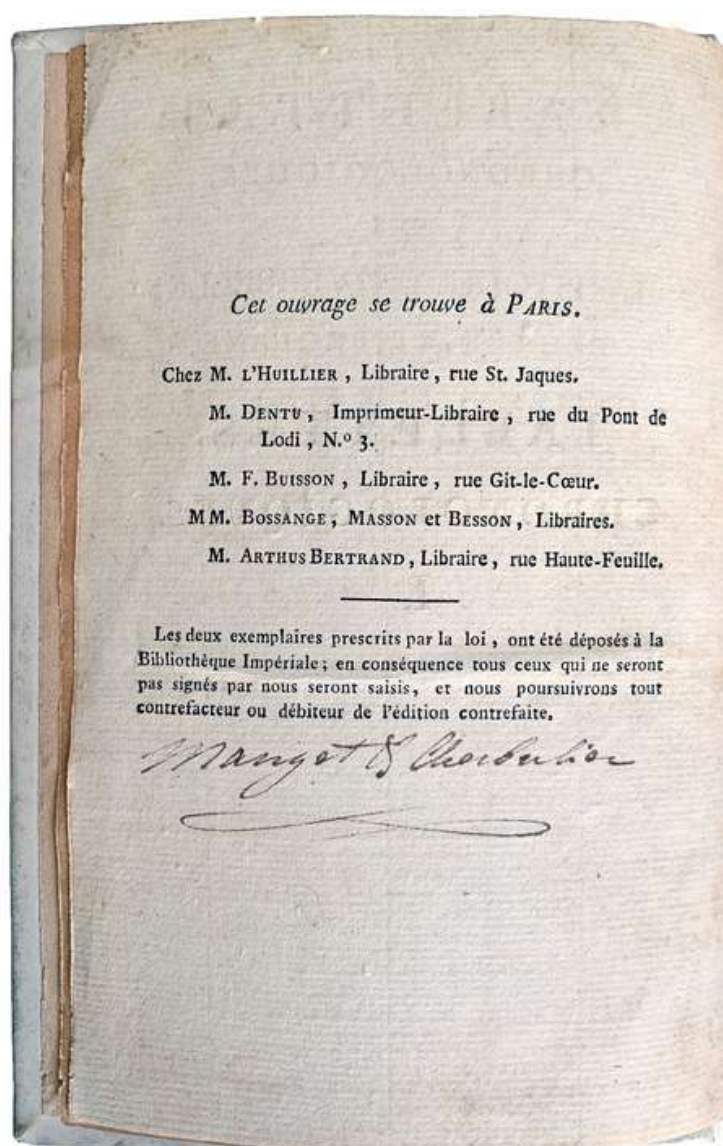 Cet ouvrage se trouve à PARIS.
Chez M. L'HUILLIER, Libraire, rue St. Jaques.
M. DENTU, Imprimeur-Libraire, rue du Pont de
Lodi, N.º 3.
M. F. BUISSON, Libraire, rue Git-le-Cœur.
MM. BOSSANGE, MASSON et BESSON, Libraires.
M. ARTHUS BERTRAND, Libraire, rue Haute-Feuille.
Les deux exemplaires prescrits par la loi, ont été déposés à la
Bibliothèque Impériale; en conséquence tous ceux qui ne seront
pas signés par nous seront saisis, et nous poursuivrons tout
contrefacteur ou débiteur de l'édition contrefaite.
Manget & Cherbuliez